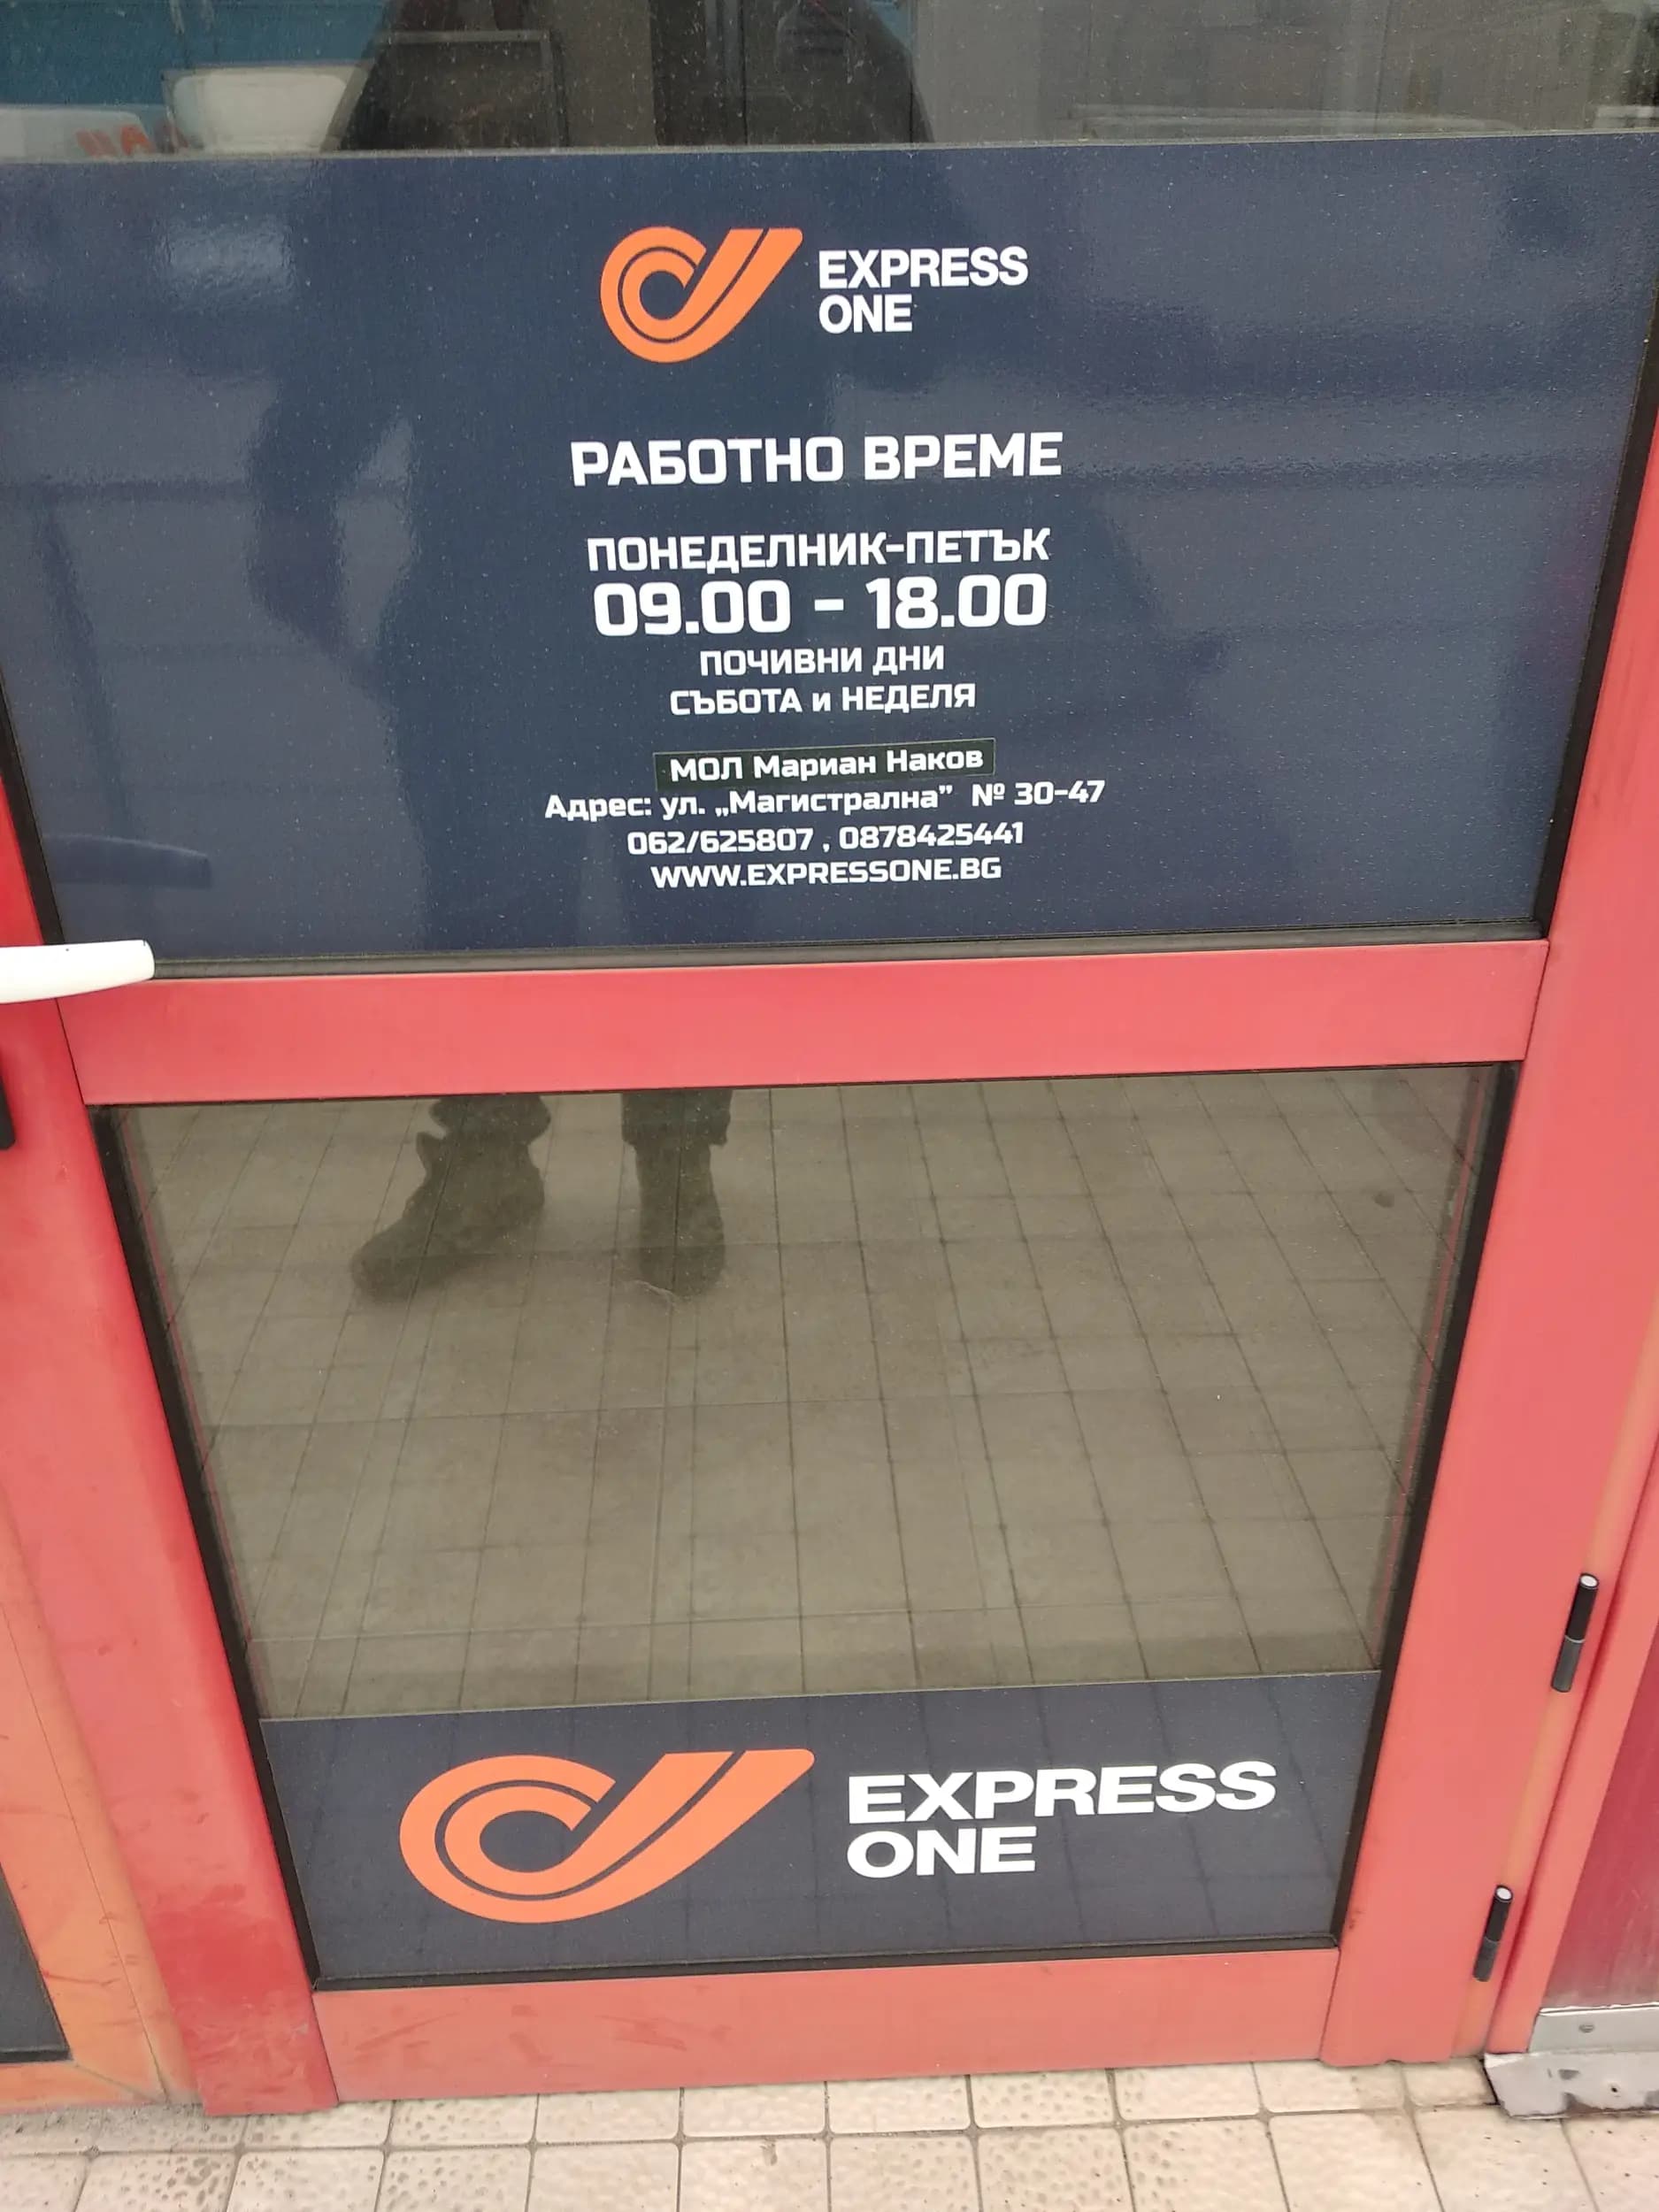 EXPRESS
ONE
РАБОТНО ВРЕМЕ
ПОНЕДЕЛНИК-ПЕТЪК
09.00 - 18.00
ПОЧИВНИ ДНИ
СЪБОТА и НЕДЕЛЯ
МОЛ Мариан Наков
Адрес: ул. „Магистрална” № 30-47
062/625807 , 0878425441
WWW.EXPRESSONE.BG
EXPRESS
ONE